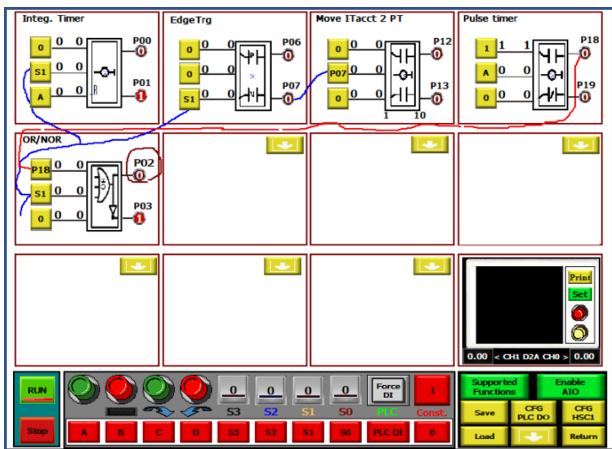 Integ. Timer
0 0 0 P00 0
S1 0 0
A 0 0 R P01 1
EdgeTrg
0 0 0 P06 0
0 0 0
S1 0 0 P07 0
Move ITacct 2 PT
0 0 0 P12 0
P07 0 0
0 0 0 P13 0
1 10
Pulse timer
1 1 1 P18 0
A 0 0
0 0 0 P19 0
OR/NOR
P18 0 0 P02 0
S1 0 0
0 0 0 P03 1
Print
Set
0.00 < CH1 D2A CH0 > 0.00
RUN
0 0 0 0 Force DI 1
S3 S2 S1 S0 PLC Const.
Stop A B C D S3 S2 S1 S0 PLC DI 0
Supported Functions
Enable AIO
Save
CFG PLC DO
CFG HSC1
Load
Return